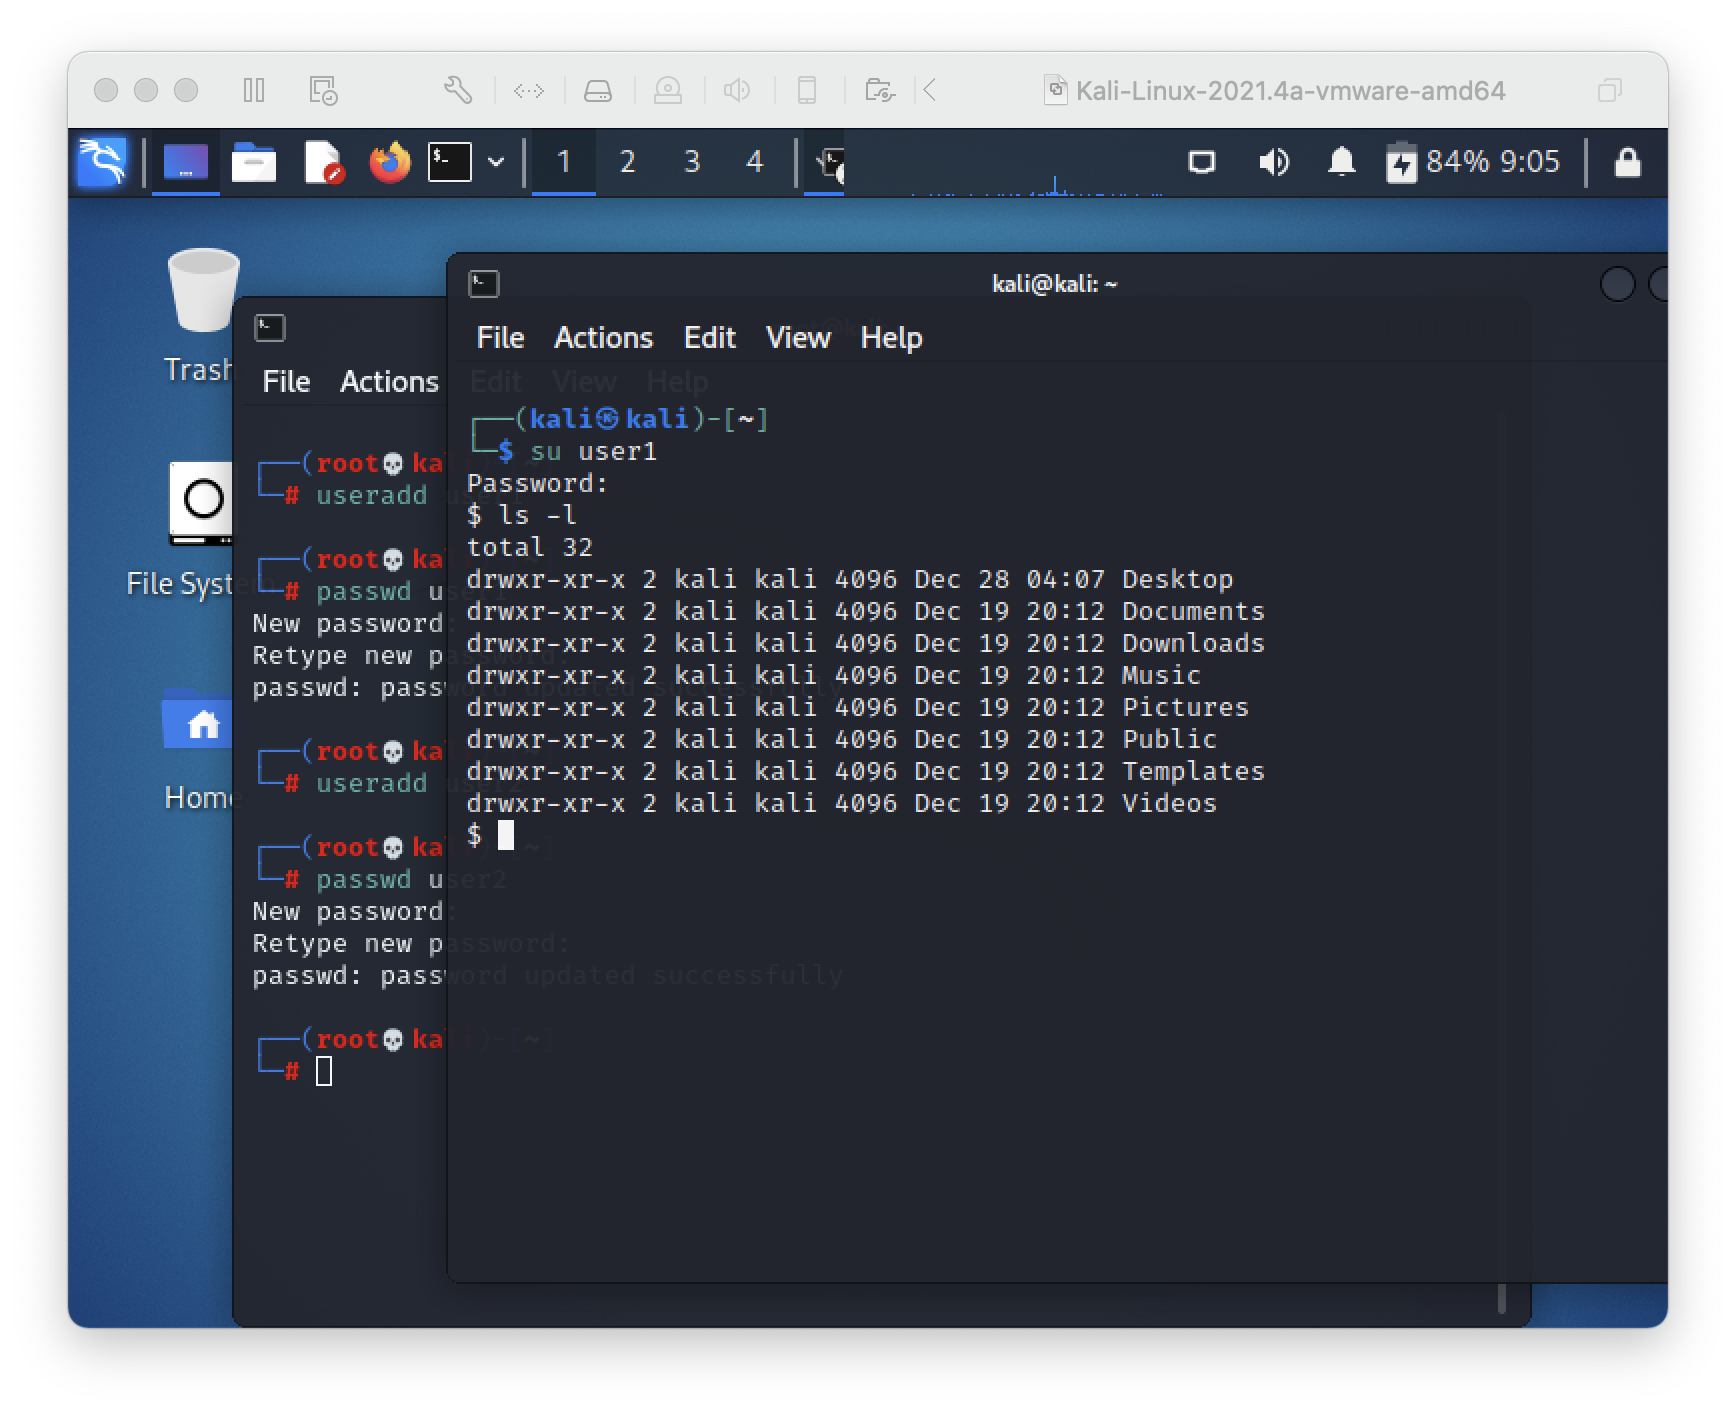 Kali-Linux-2021.4a-vmware-amd64
1 2 3 4 84% 9:05
Trash
File System
Home
File Actions Edit View Help
┌──(root💀kali)-[~]
└─# useradd user1
┌──(root💀kali)-[~]
└─# passwd user1
New password:
Retype new password:
passwd: password updated successfully
┌──(root💀kali)-[~]
└─# useradd user2
┌──(root💀kali)-[~]
└─# passwd user2
New password:
Retype new password:
passwd: password updated successfully
┌──(root💀kali)-[~]
└─#
kali@kali: ~
File Actions Edit View Help
┌──(kali㉿kali)-[~]
└─$ su user1
Password:
$ ls -l
total 32
drwxr-xr-x 2 kali kali 4096 Dec 28 04:07 Desktop
drwxr-xr-x 2 kali kali 4096 Dec 19 20:12 Documents
drwxr-xr-x 2 kali kali 4096 Dec 19 20:12 Downloads
drwxr-xr-x 2 kali kali 4096 Dec 19 20:12 Music
drwxr-xr-x 2 kali kali 4096 Dec 19 20:12 Pictures
drwxr-xr-x 2 kali kali 4096 Dec 19 20:12 Public
drwxr-xr-x 2 kali kali 4096 Dec 19 20:12 Templates
drwxr-xr-x 2 kali kali 4096 Dec 19 20:12 Videos
$